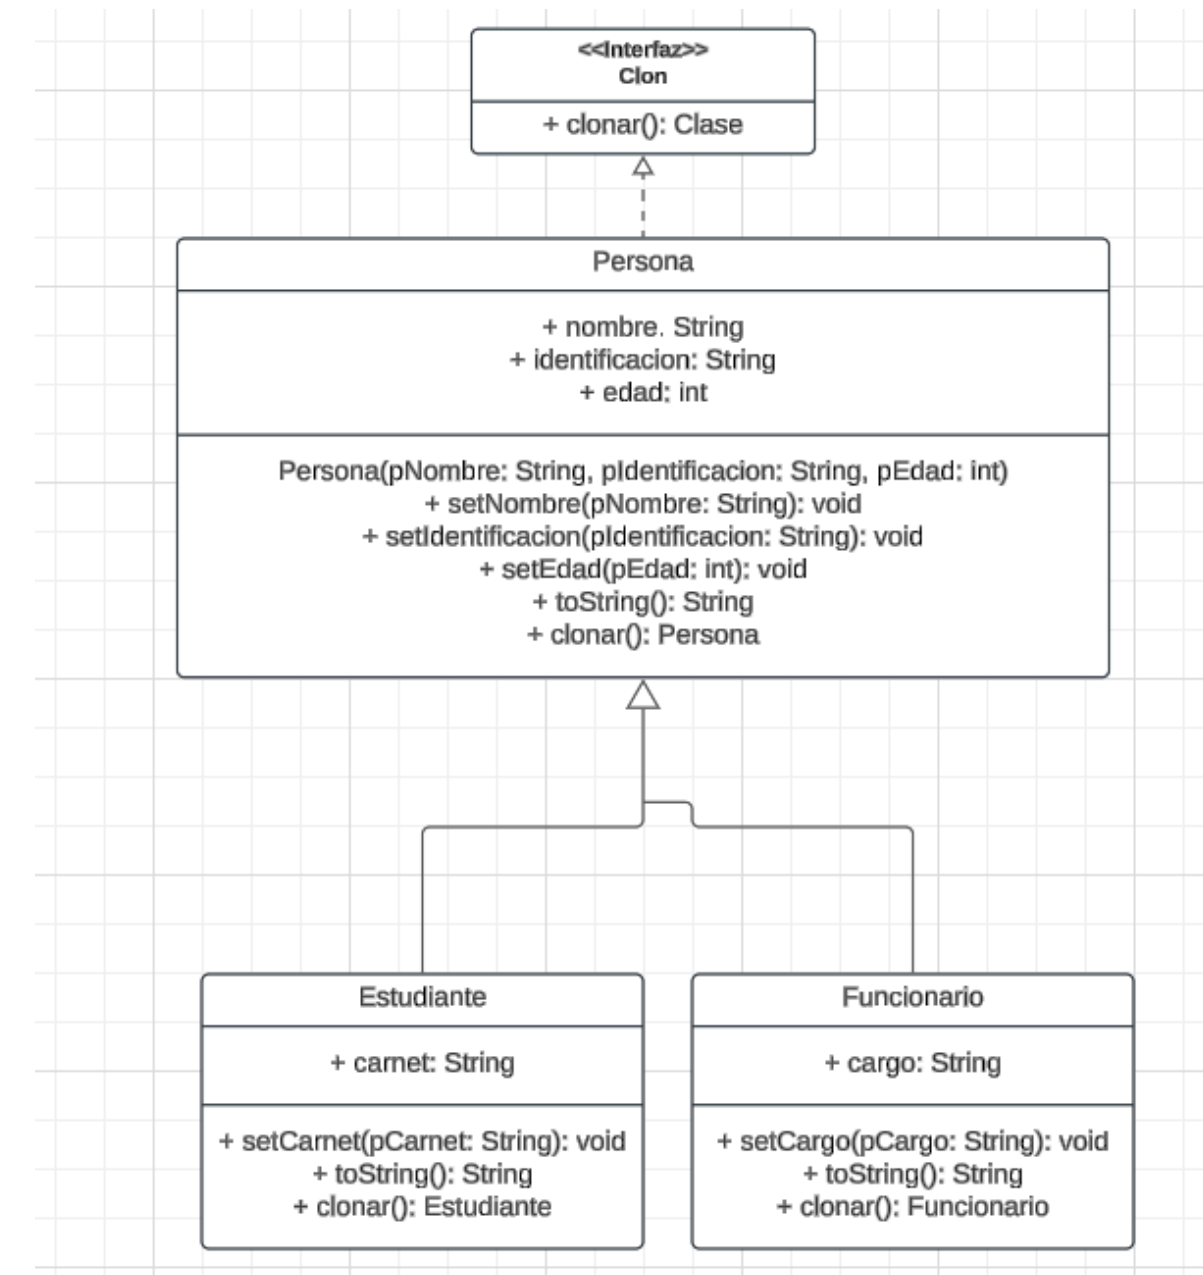 <<Interfaz>>
Clon
+ clonar(): Clase
Persona
+ nombre. String
+ identificacion: String
+ edad: int
Persona(pNombre: String, pIdentificacion: String, pEdad: int)
+ setNombre(pNombre: String): void
+ setIdentificacion(pIdentificacion: String): void
+ setEdad(pEdad: int): void
+ toString(): String
+ clonar(): Persona
Estudiante
+ carnet: String
+ setCarnet(pCarnet: String): void
+ toString(): String
+ clonar(): Estudiante
Funcionario
+ cargo: String
+ setCargo(pCargo: String): void
+ toString(): String
+ clonar(): Funcionario